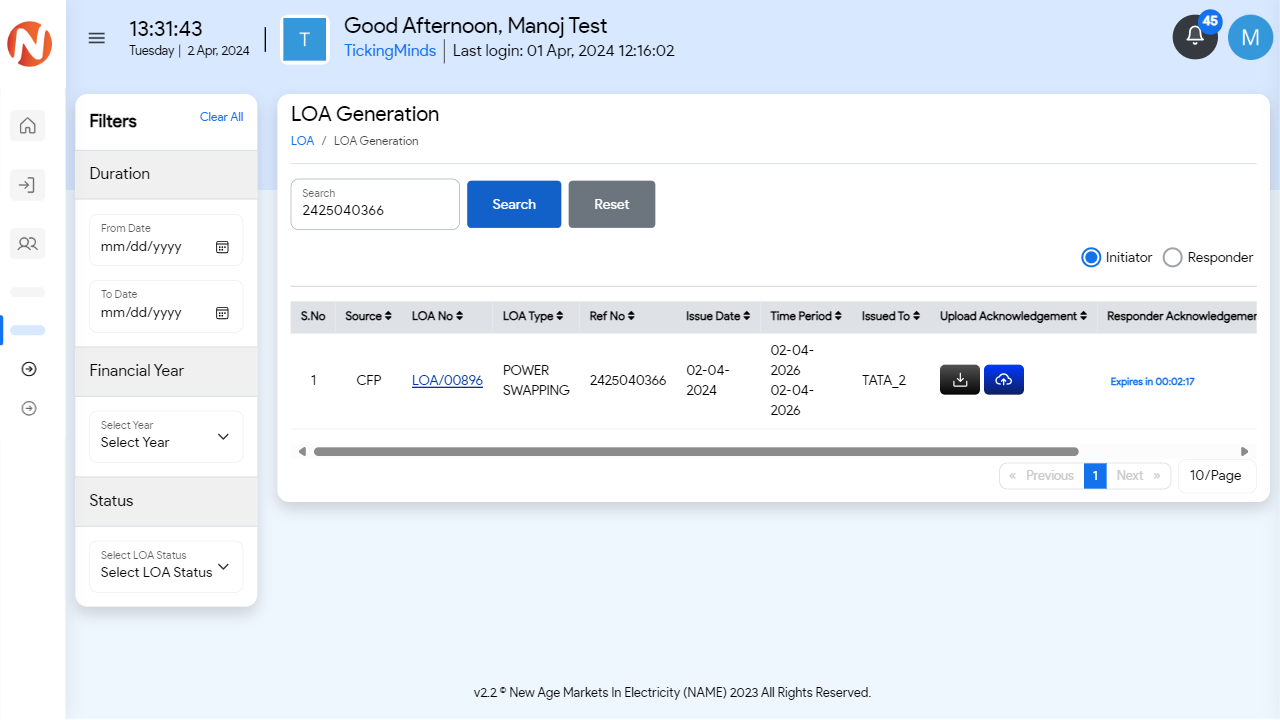 13:31:43
Tuesday | 2 Apr, 2024
T
Good Afternoon, Manoj Test
TickingMinds
Last login: 01 Apr, 2024 12:16:02
45
M
Filters
Clear All
Duration
From Date
mm/dd/yyyy
To Date
mm/dd/yyyy
Financial Year
Select Year
Select Year
Status
Select LOA Status
Select LOA Status
LOA Generation
LOA / LOA Generation
Search
2425040366
Search
Reset
Initiator
Responder
S.No Source LOA No LOA Type Ref No Issue Date Time Period Issued To Upload Acknowledgement Responder Acknowledgemen
1
CFP
LOA/00896
POWER
SWAPPING
2425040366
02-04-
2024
02-04-
2026
02-04-
2026
TATA_2
Expires in 00:02:17
« Previous 1 Next »
10/Page
v2.2 © New Age Markets In Electricity (NAME) 2023 All Rights Reserved.